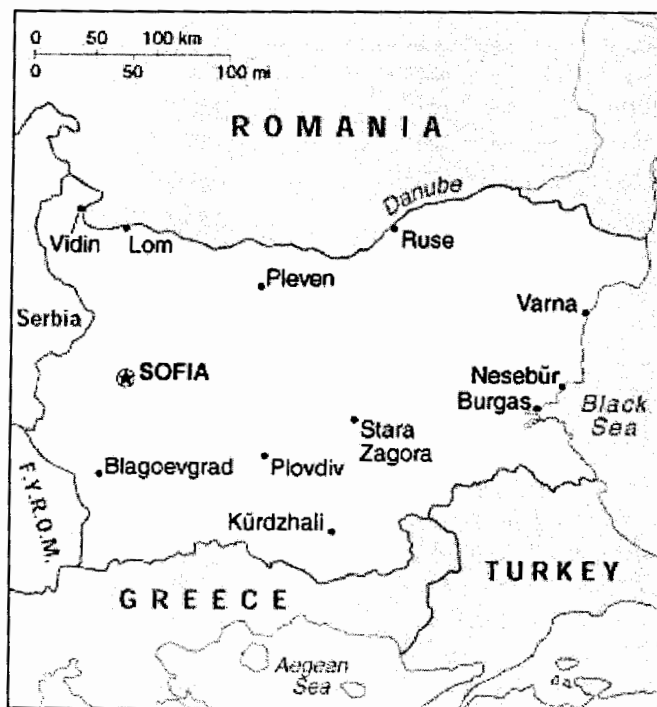 0 50 100 km
0 50 100 mi
ROMANIA
Danube
Vidin
Lom
Ruse
Pleven
Varna
Serbia
SOFIA
Nesebŭr
Burgas
Black
Sea
Stara
Zagora
Blagoevgrad
Plovdiv
F.Y.R.O.M.
Kŭrdzhali
TURKEY
GREECE
Aegean
Sea